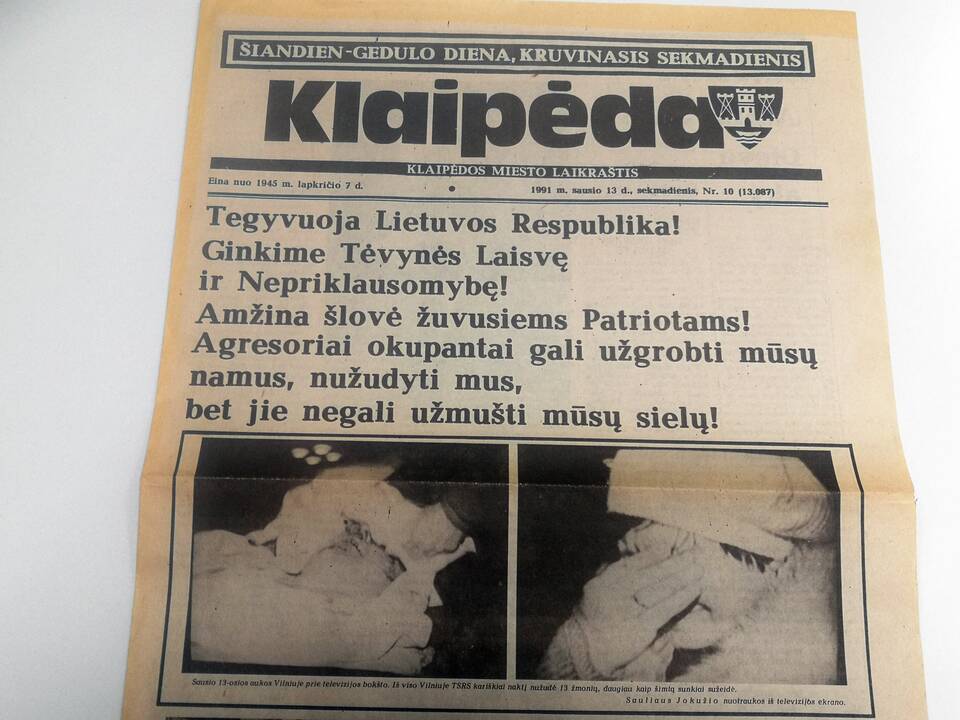 ŠIANDIEN-GEDULO DIENA, KRUVINASIS SEKMADIENIS
Klaipėda
KLAIPĖDOS MIESTO LAIKRAŠTIS
Eina nuo 1945 m. lapkričio 7 d. • 1991 m. sausio 13 d., sekmadienis, Nr. 10 (13.087)
Tegyvuoja Lietuvos Respublika!
Ginkime Tėvynės Laisvę
ir Nepriklausomybę!
Amžina šlovė žuvusiems Patriotams!
Agresoriai okupantai gali užgrobti mūsų
namus, nužudyti mus,
bet jie negali užmušti mūsų sielų!
Sausio 13-osios aukos Vilniuje prie televizijos bokšto. Iš viso Vilniuje TSRS kariškiai naktį nužudė 13 žmonių, daugiau kaip šimtą sunkiai sužeidė.
Sauliaus Jokužio nuotraukos iš televizijos ekrano.